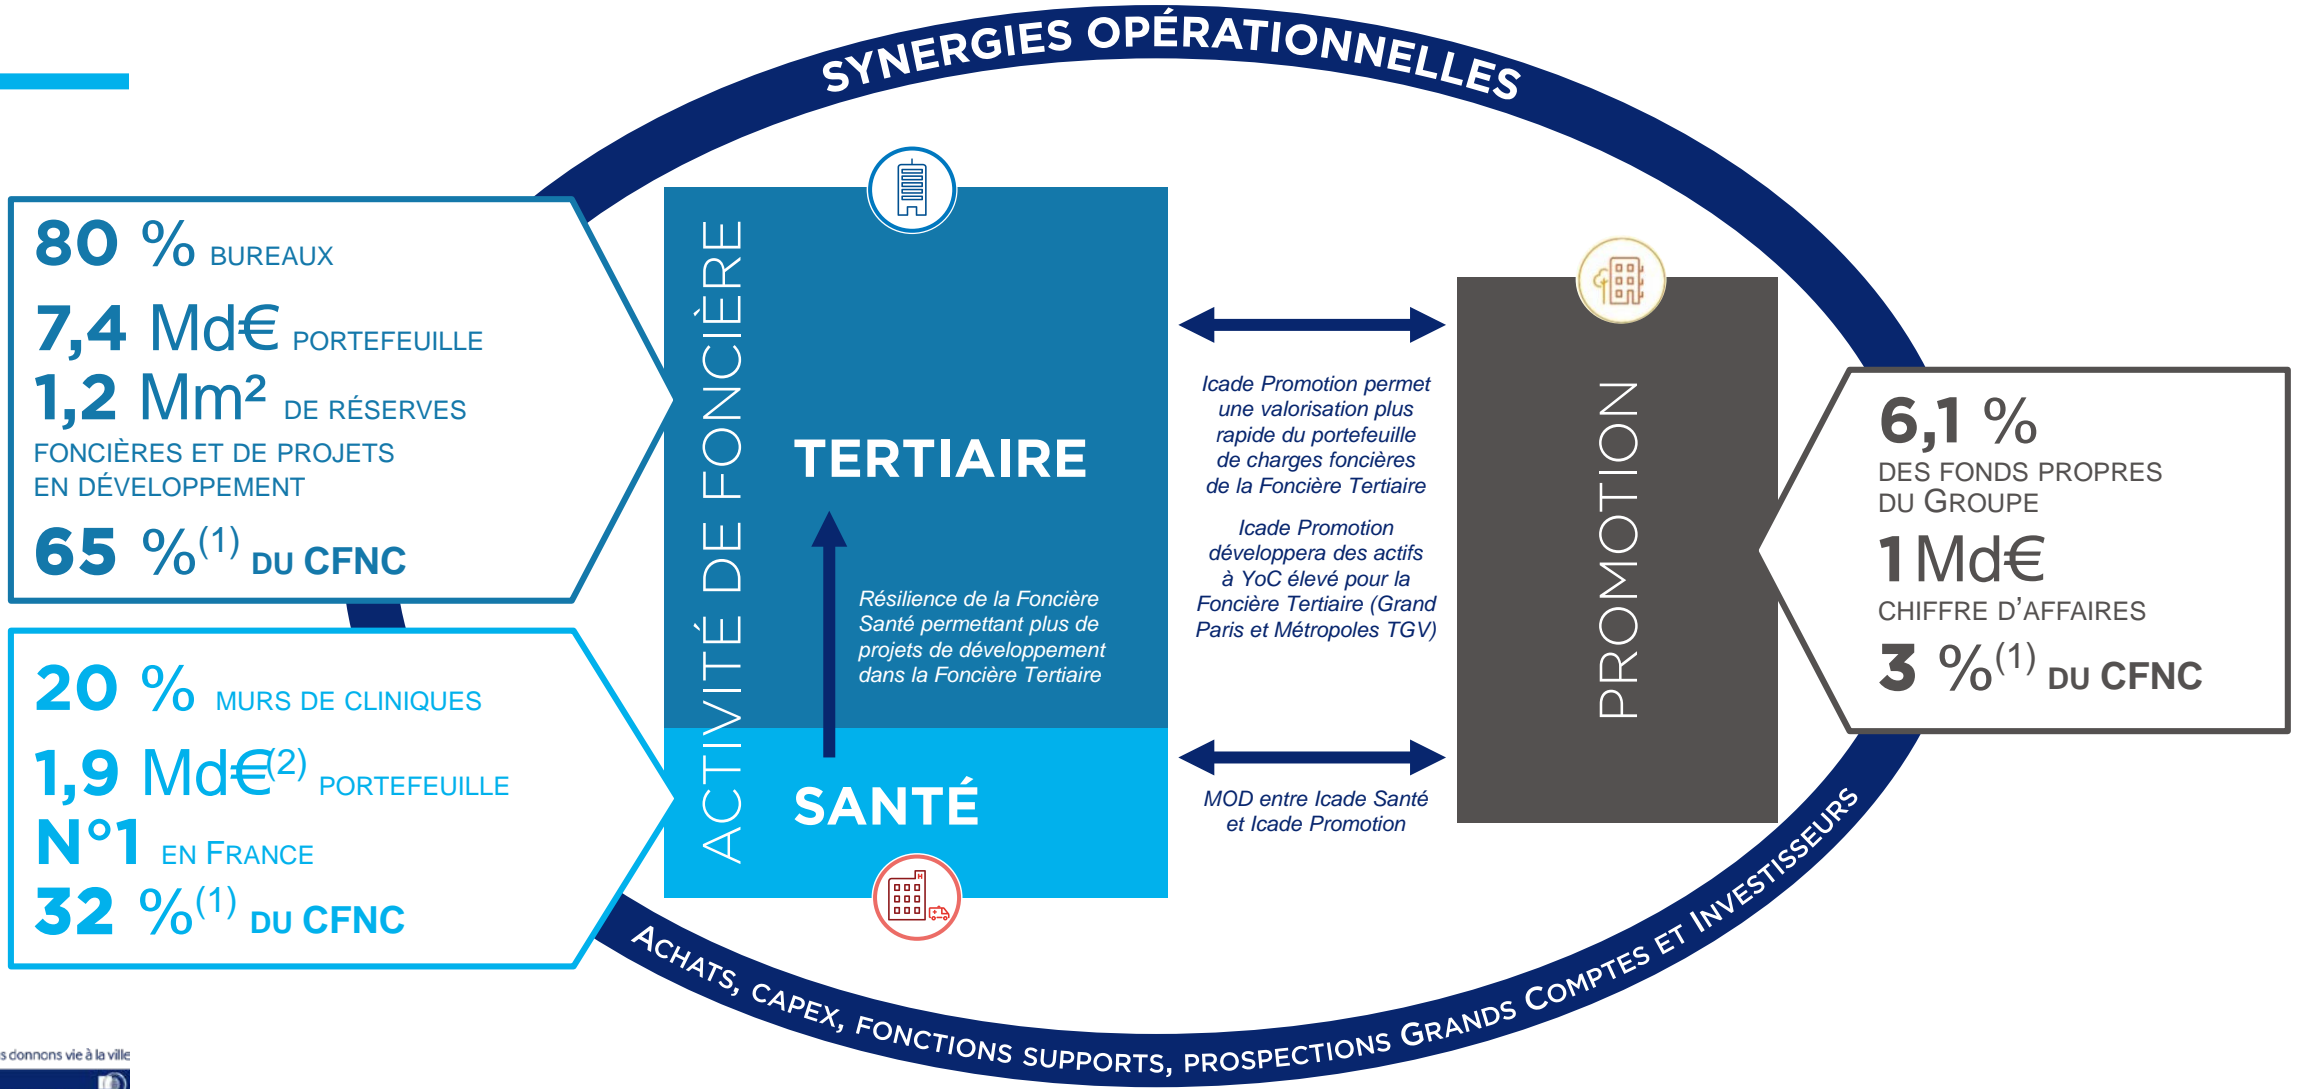 SYNERGIES OPÉRATIONNELLES
80 % BUREAUX
7,4 Md€ PORTEFEUILLE
1,2 Mm² DE RÉSERVES
FONCIÈRES ET DE PROJETS
EN DÉVELOPPEMENT
65 %(1) DU CFNC
20 % MURS DE CLINIQUES
1,9 Md€(2) PORTEFEUILLE
N°1 EN FRANCE
32 %(1) DU CFNC
ACTIVITÉ DE FONCIÈRE
TERTIAIRE
Résilience de la Foncière
Santé permettant plus de
projets de développement
dans la Foncière Tertiaire
SANTÉ
H
Icade Promotion permet
une valorisation plus
rapide du portefeuille
de charges foncières
de la Foncière Tertiaire
Icade Promotion
développera des actifs
à YoC élevé pour la
Foncière Tertiaire (Grand
Paris et Métropoles TGV)
MOD entre Icade Santé
et Icade Promotion
PROMOTION
6,1 %
DES FONDS PROPRES
DU GROUPE
1 Md€
CHIFFRE D’AFFAIRES
3 %(1) DU CFNC
ACHATS, CAPEX, FONCTIONS SUPPORTS, PROSPECTIONS GRANDS COMPTES ET INVESTISSEURS
s donnons vie à la ville